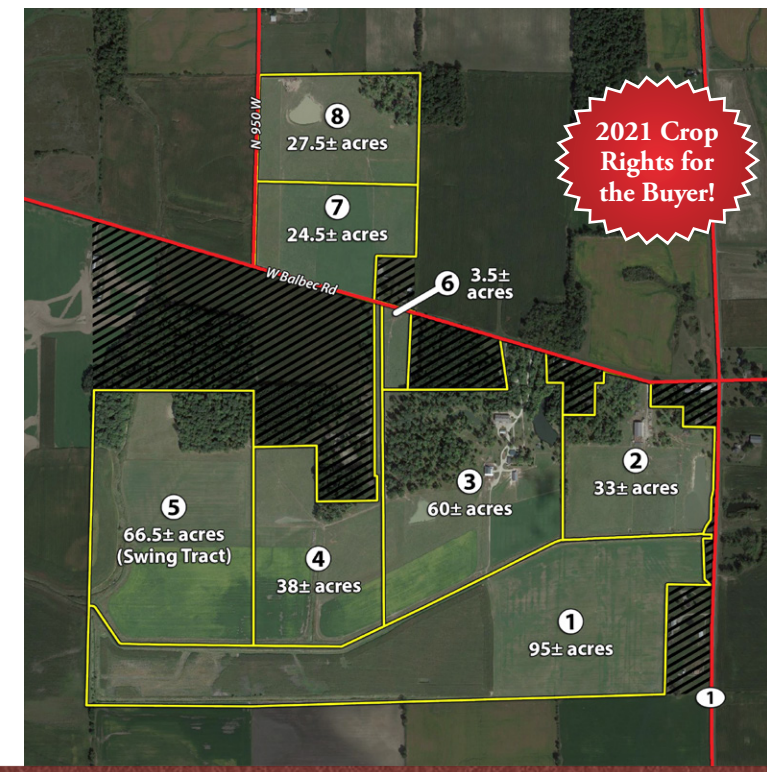 N 950 W
8
27.5± acres
2021 Crop
Rights for
the Buyer!
7
24.5± acres
W Balbec Rd
6
3.5±
acres
2
33± acres
3
60± acres
5
66.5± acres
(Swing Tract)
4
38± acres
1
95± acres
1